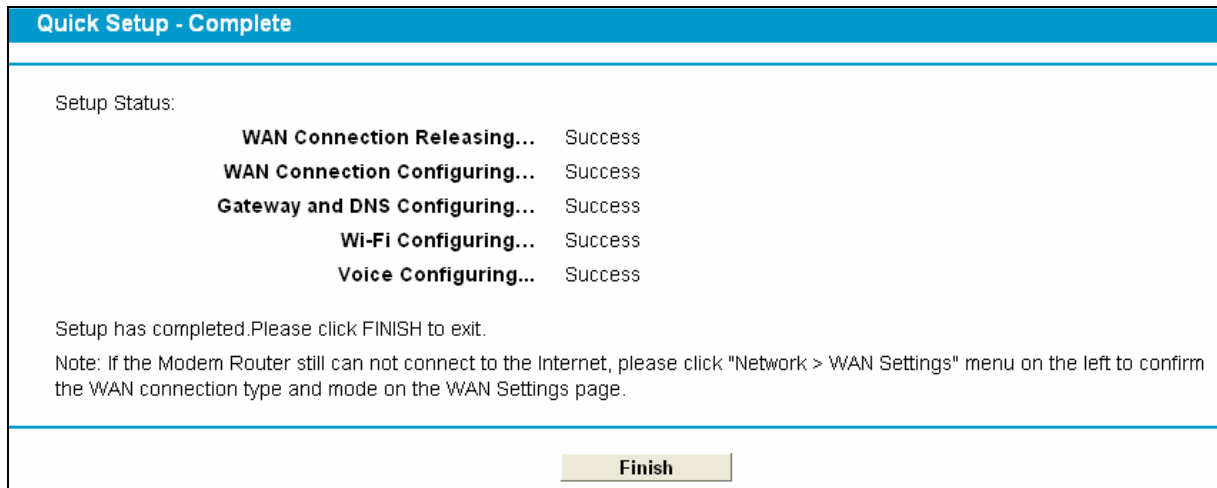 Quick Setup - Complete
Setup Status:
WAN Connection Releasing... Success
WAN Connection Configuring... Success
Gateway and DNS Configuring... Success
Wi-Fi Configuring... Success
Voice Configuring... Success
Setup has completed.Please click FINISH to exit.
Note: If the Modem Router still can not connect to the Internet, please click "Network > WAN Settings" menu on the left to confirm
the WAN connection type and mode on the WAN Settings page.
Finish